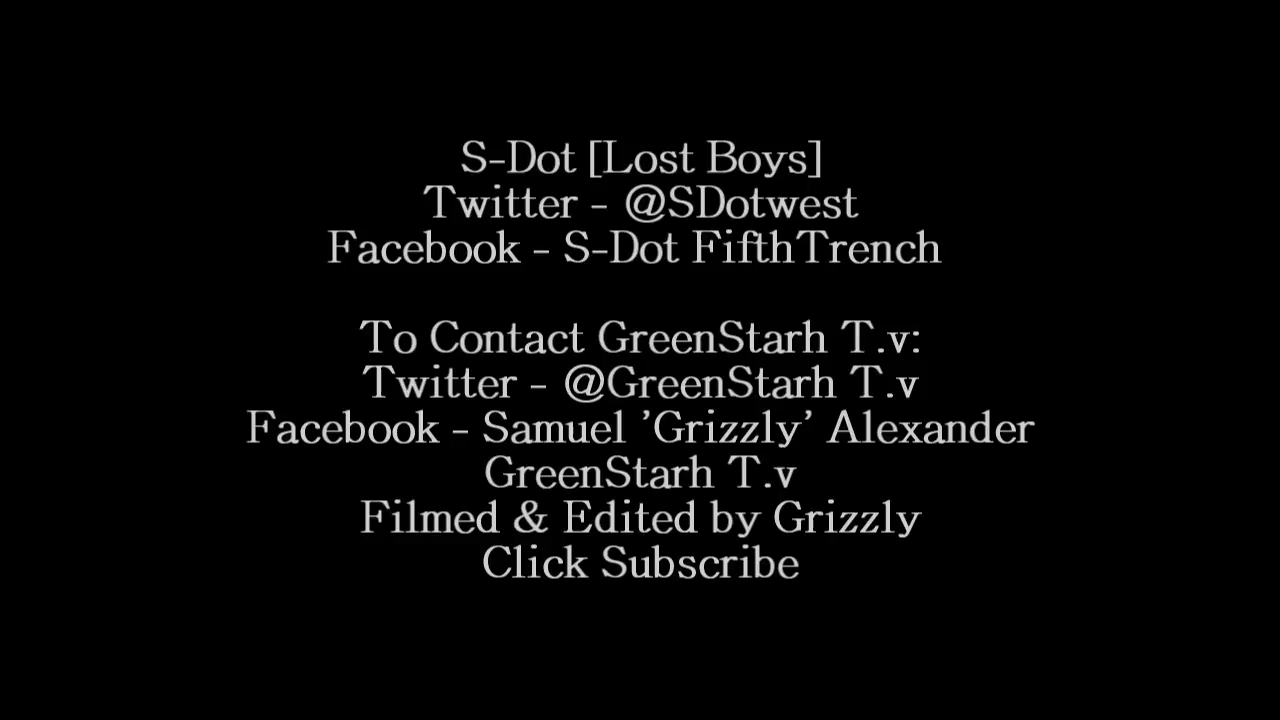 S-Dot [Lost Boys]
Twitter - @SDotwest
Facebook - S-Dot FifthTrench
To Contact GreenStarh T.v:
Twitter - @GreenStarh T.v
Facebook - Samuel 'Grizzly' Alexander
GreenStarh T.v
Filmed & Edited by Grizzly
Click Subscribe